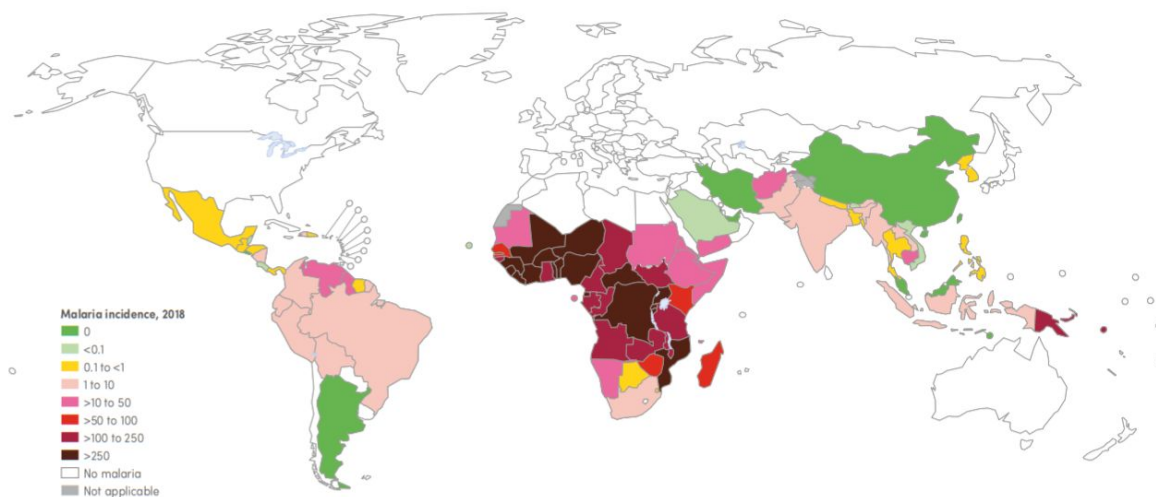 Malaria incidence, 2018
0
<0.1
0.1 to <1
1 to 10
>10 to 50
>50 to 100
>100 to 250
>250
No malaria
Not applicable